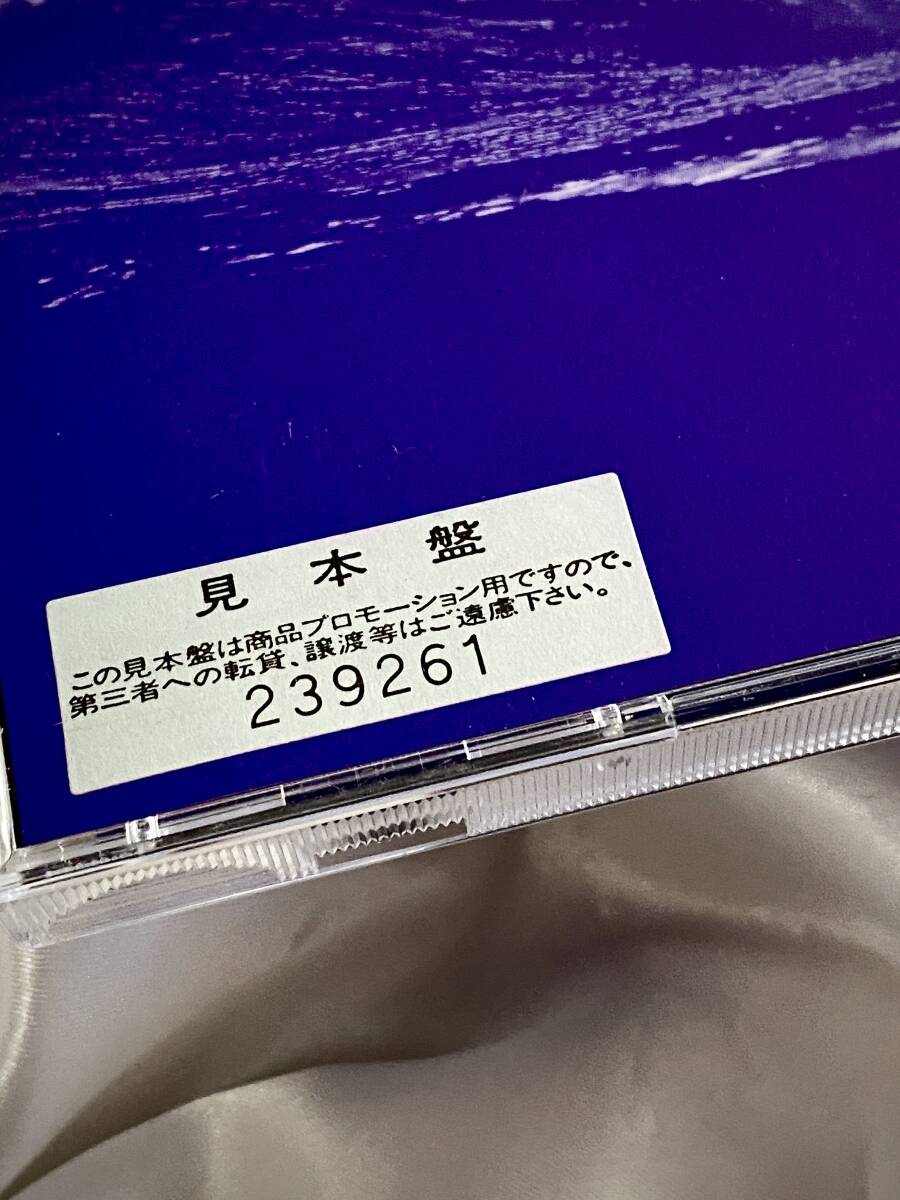 見本盤
この見本盤は商品プロモーション用ですので、
第三者への転貸、譲渡等はご遠慮下さい。
239261